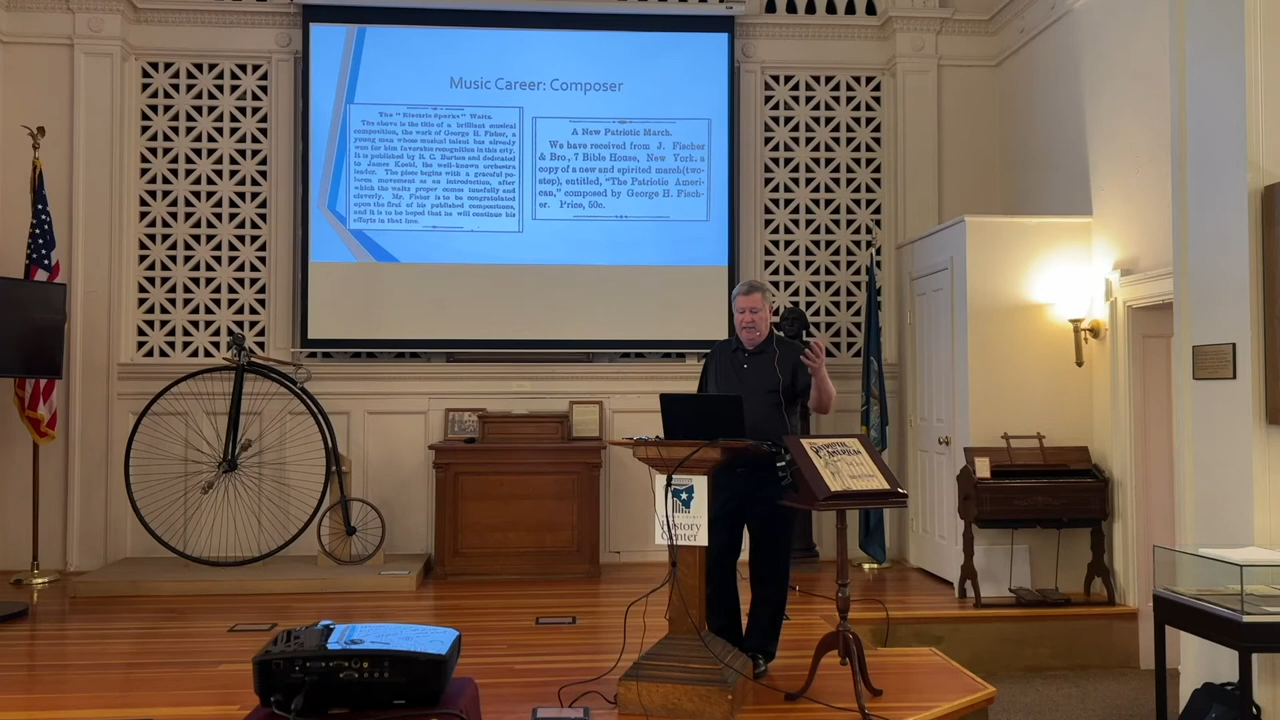 Music Career: Composer
The "Electric Sparks" Waltz.
The above is the title of a brilliant musical
composition, the work of George H. Fisher, a
young man whose musical talent has already
won for him favorable recognition in this city.
It is published by H. C. Burton and dedicated
to James Koehl, the well-known orchestra
leader. The piece begins with a graceful po-
lacca movement as an introduction, after
which the waltz proper comes tunefully and
cleverly. Mr. Fisher is to be congratulated
upon the first of his published compositions,
and it is to be hoped that he will continue his
efforts in that line.
A New Patriotic March.
We have received from J. Fischer
& Bro., 7 Bible House, New York, a
copy of a new and spirited march (two-
step), entitled, "The Patriotic Ameri-
can," composed by George H. Fisch-
er. Price, 50c.
PATRIOTIC
AMERICAN
History
Center